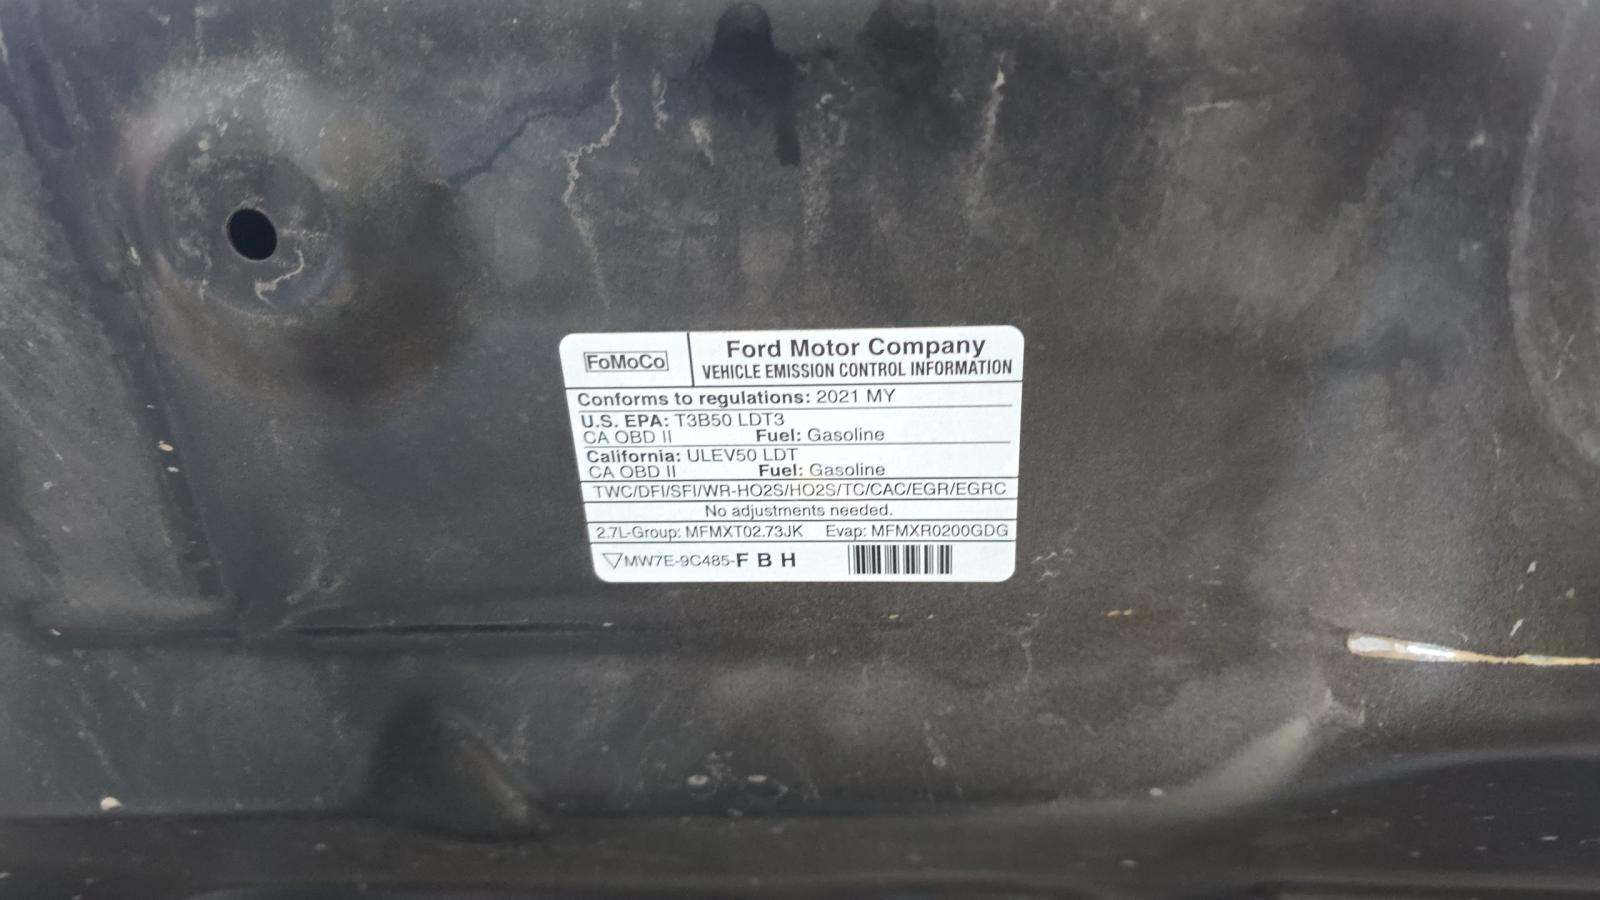 FoMoCo
Ford Motor Company
VEHICLE EMISSION CONTROL INFORMATION
Conforms to regulations: 2021 MY
U.S. EPA: T3B50 LDT3
CA OBD II Fuel: Gasoline
California: ULEV50 LDT
CA OBD II Fuel: Gasoline
TWC/DFI/SFI/WR-HO2S/HO2S/TC/CAC/EGR/EGRC
No adjustments needed.
2.7L-Group: MFMXT02.73JK Evap: MFMXR0200GDG
MW7E-9C485-F B H